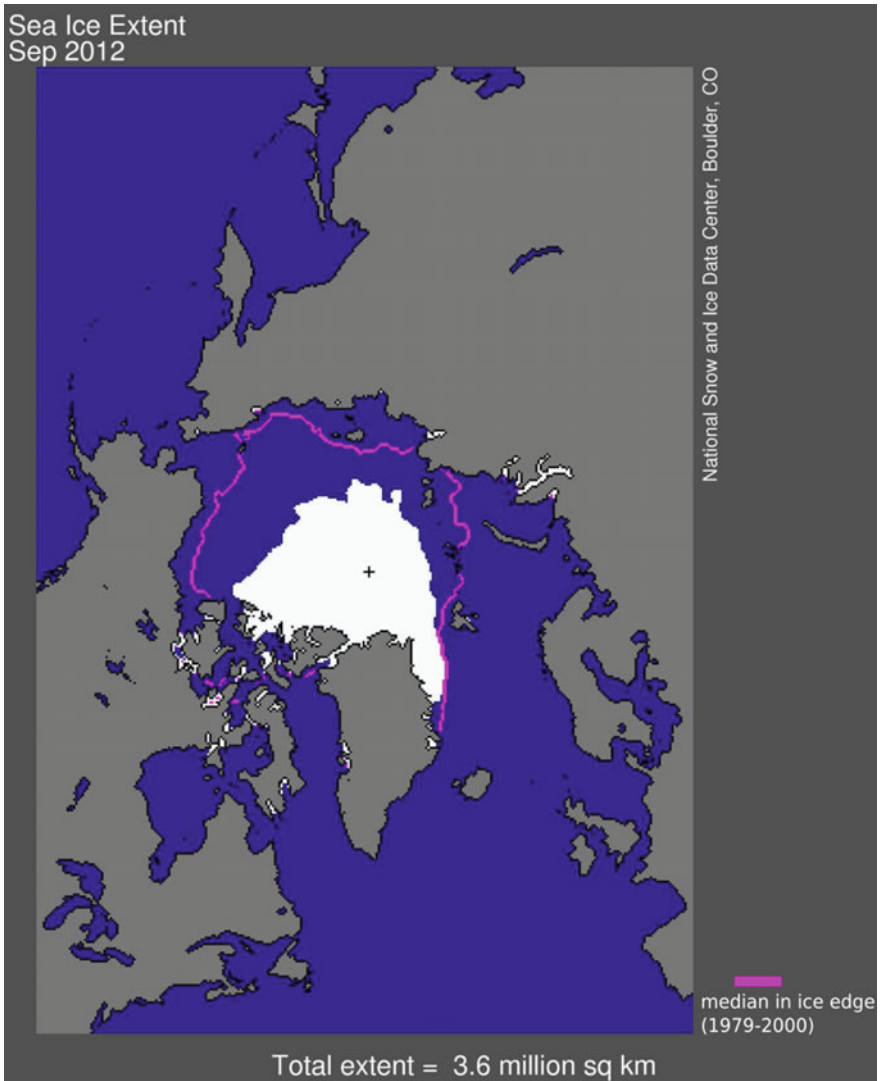 Sea Ice Extent
Sep 2012
National Snow and Ice Data Center, Boulder, CO
median in ice edge
(1979-2000)
Total extent = 3.6 million sq km